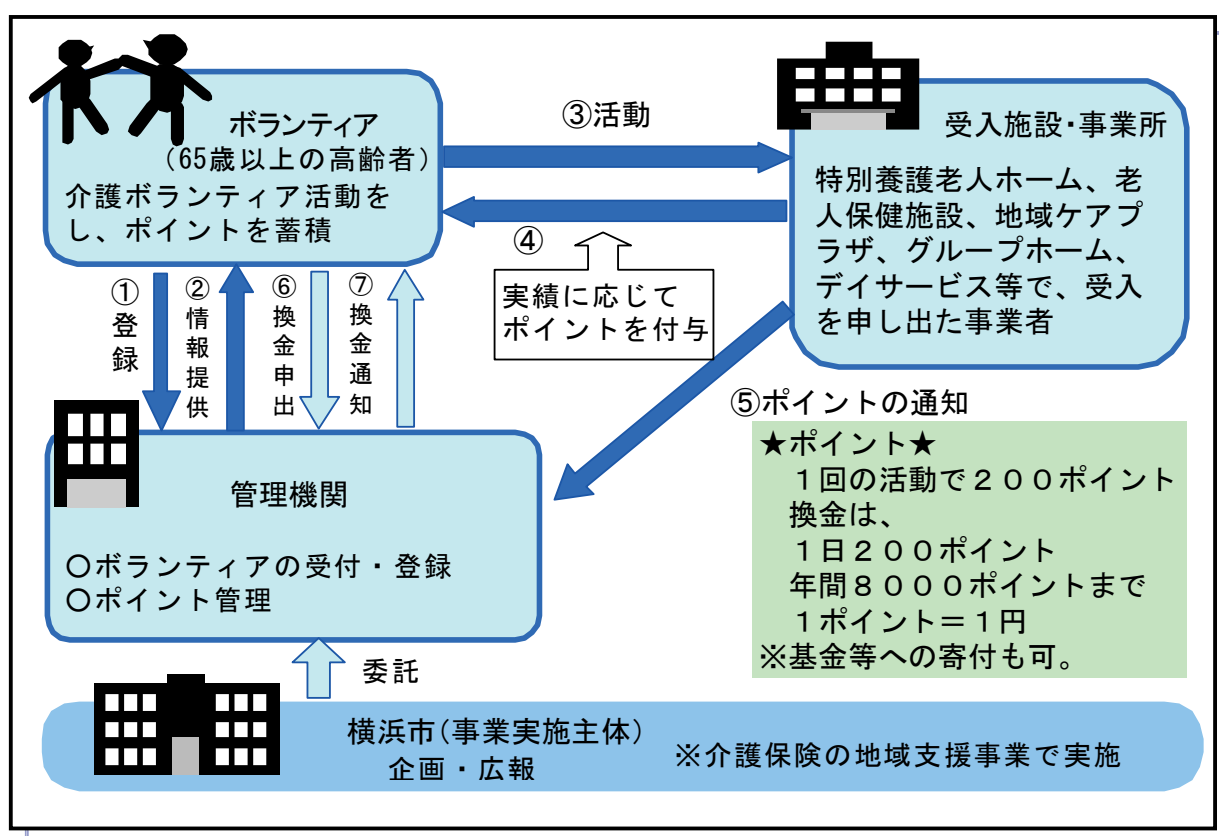 ボランティア
（65歳以上の高齢者）
介護ボランティア活動を
し、ポイントを蓄積
③活動
受入施設・事業所
特別養護老人ホーム、老
人保健施設、地域ケアプ
ラザ、グループホーム、
デイサービス等で、受入
を申し出た事業者
④
実績に応じて
ポイントを付与
①登録
②情報提供
⑥換金申出
⑦換金通知
⑤ポイントの通知
★ポイント★
１回の活動で２００ポイント
換金は、
１日２００ポイント
年間８０００ポイントまで
１ポイント＝１円
※基金等への寄付も可。
管理機関
〇ボランティアの受付・登録
〇ポイント管理
委託
横浜市(事業実施主体)
企画・広報
※介護保険の地域支援事業で実施